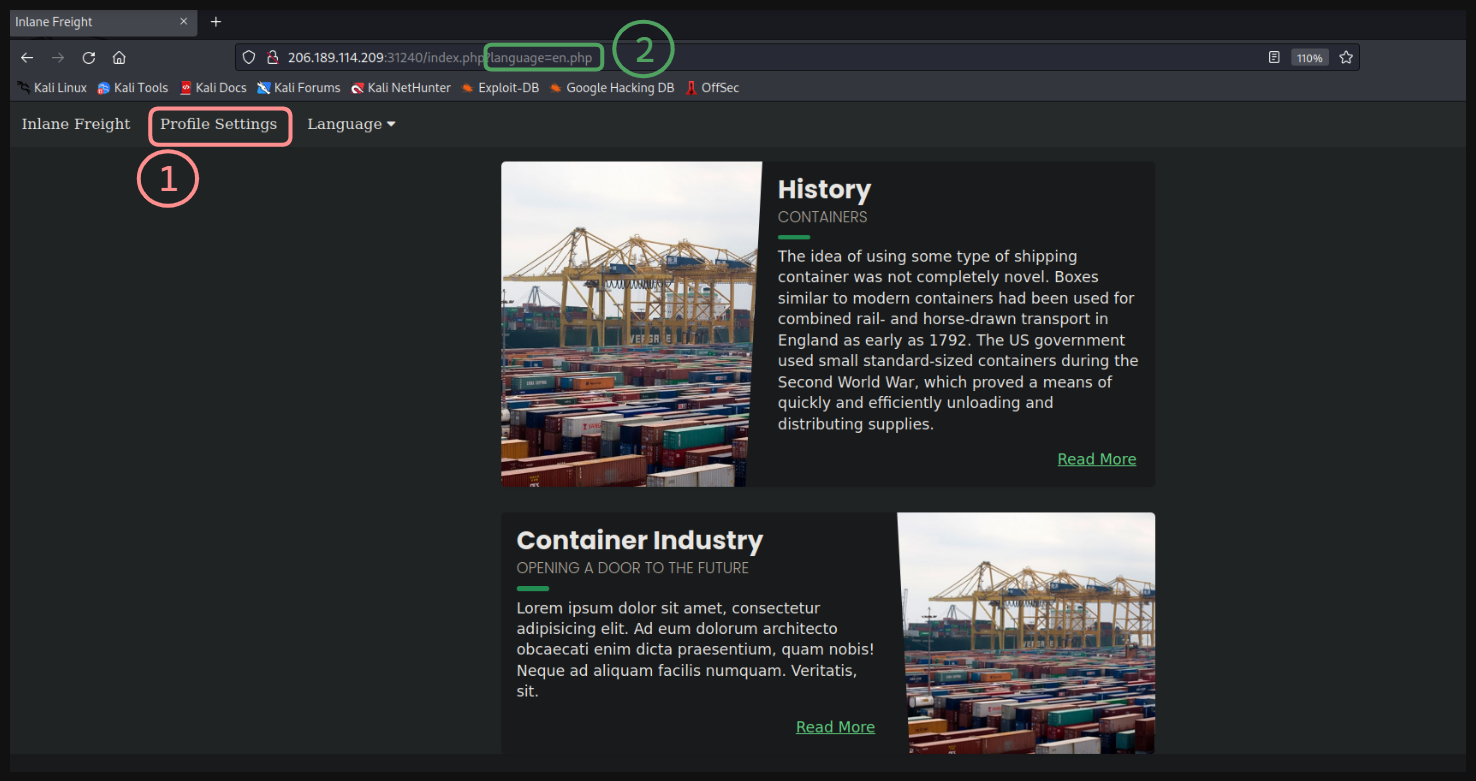 Inlane Freight
206.189.114.209:31240/index.php?language=en.php
2
110%
Kali Linux Kali Tools Kali Docs Kali Forums Kali NetHunter Exploit-DB Google Hacking DB OffSec
Inlane Freight Profile Settings Language
1
History
CONTAINERS
The idea of using some type of shipping
container was not completely novel. Boxes
similar to modern containers had been used for
combined rail- and horse-drawn transport in
England as early as 1792. The US government
used small standard-sized containers during the
Second World War, which proved a means of
quickly and efficiently unloading and
distributing supplies.
Read More
Container Industry
OPENING A DOOR TO THE FUTURE
Lorem ipsum dolor sit amet, consectetur
adipisicing elit. Ad eum dolorum architecto
obcaecati enim dicta praesentium, quam nobis!
Neque ad aliquam facilis numquam. Veritatis,
sit.
Read More